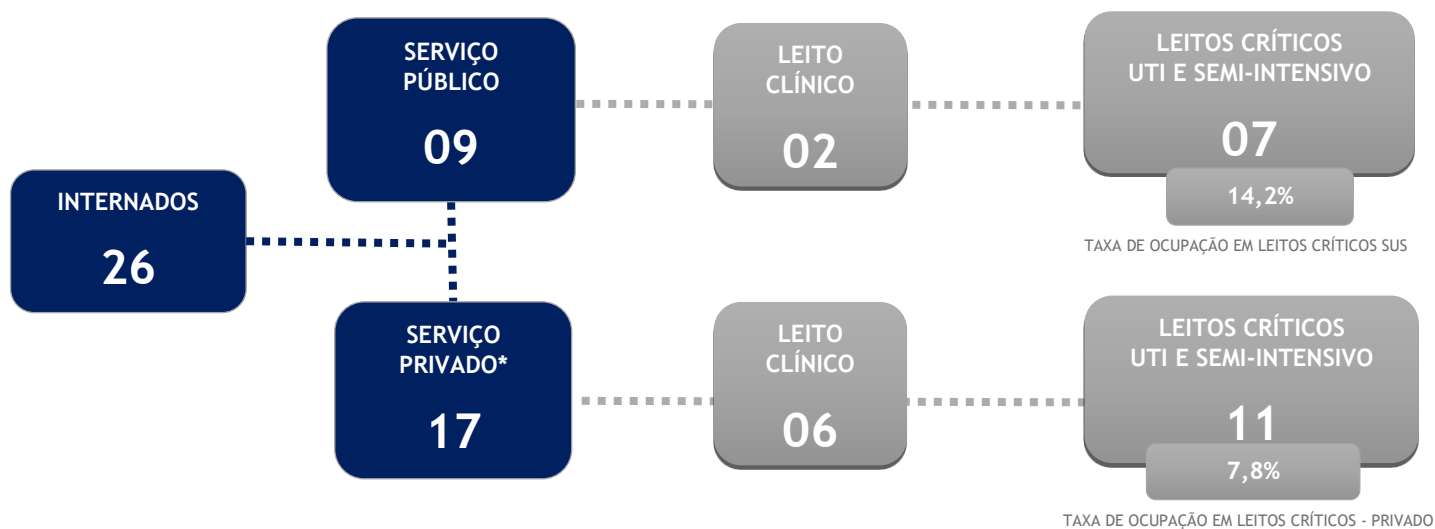 INTERNADOS
26
SERVIÇO
PÚBLICO
09
LEITO
CLÍNICO
02
LEITOS CRÍTICOS
UTI E SEMI-INTENSIVO
07
14,2%
TAXA DE OCUPAÇÃO EM LEITOS CRÍTICOS SUS
SERVIÇO
PRIVADO*
17
LEITO
CLÍNICO
06
LEITOS CRÍTICOS
UTI E SEMI-INTENSIVO
11
7,8%
TAXA DE OCUPAÇÃO EM LEITOS CRÍTICOS - PRIVADO